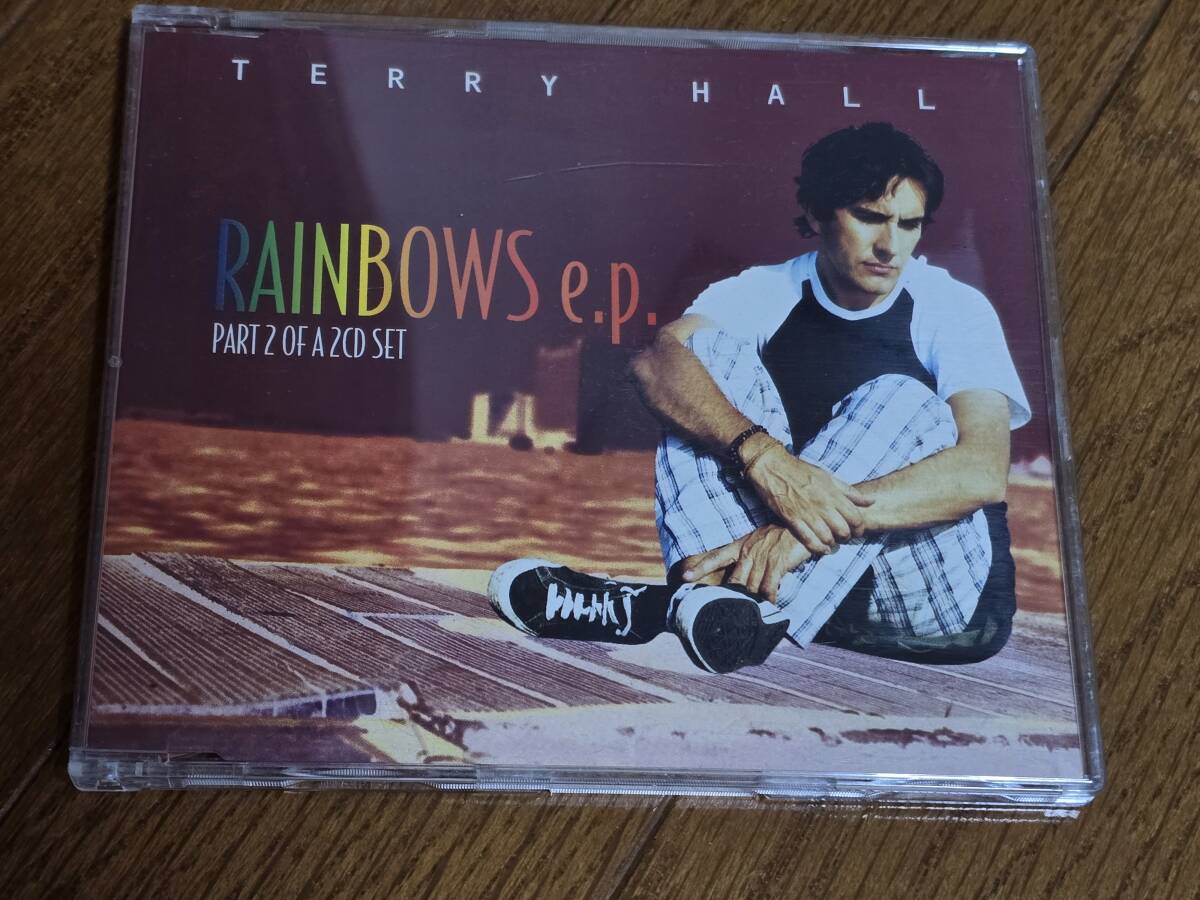 TERRY HALL
RAINBOWS e.p.
PART 2 OF A 2CD SET